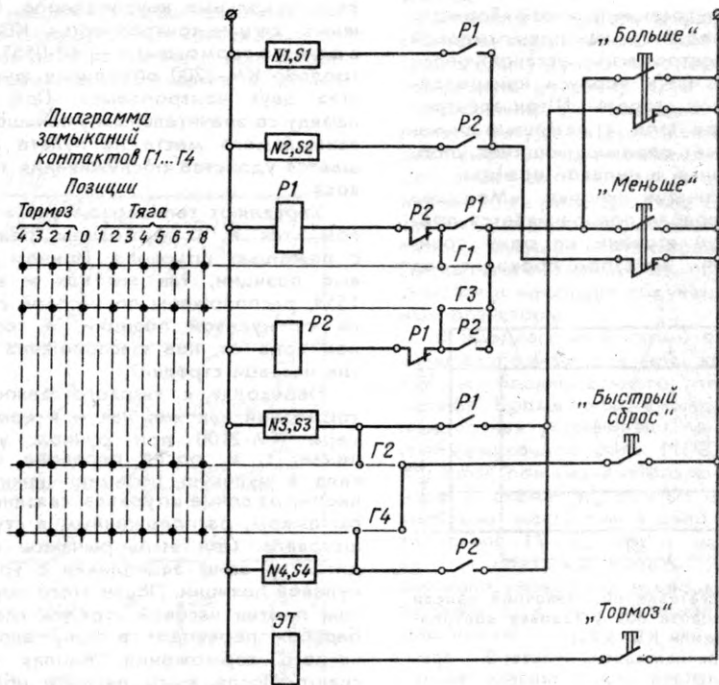 N1,S1
P1
„Больше"
N2,S2
P2
Диаграмма
замыканий
контактов Г1...Г4
Позиции
Тормоз Тяга
4 3 2 1 0 1 2 3 4 5 6 7 8
P1
P2
P1
„Меньше"
Г1
Г3
P2
P1
P2
N3,S3
P1
„Быстрый
сброс"
Г2
Г4
N4,S4
P2
ЭТ
„Тормоз"